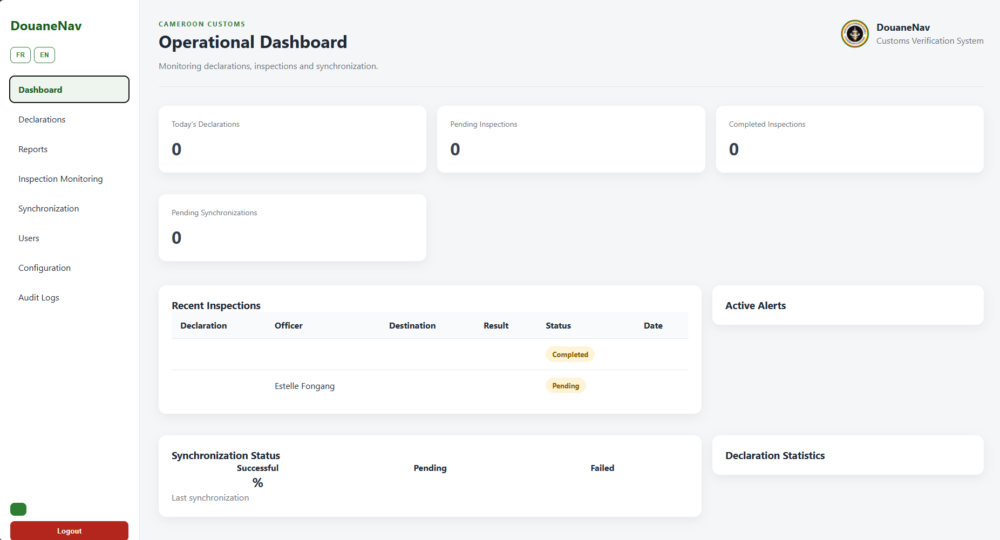 DouaneNav
FR EN
Dashboard
Declarations
Reports
Inspection Monitoring
Synchronization
Users
Configuration
Audit Logs
Logout
CAMEROON CUSTOMS
Operational Dashboard
Monitoring declarations, inspections and synchronization.
DouaneNav
Customs Verification System
Today's Declarations
0
Pending Inspections
0
Completed Inspections
0
Pending Synchronizations
0
Recent Inspections
Declaration Officer Destination Result Status Date
Completed
Estelle Fongang Pending
Active Alerts
Synchronization Status
Successful Pending Failed
%
Last synchronization
Declaration Statistics